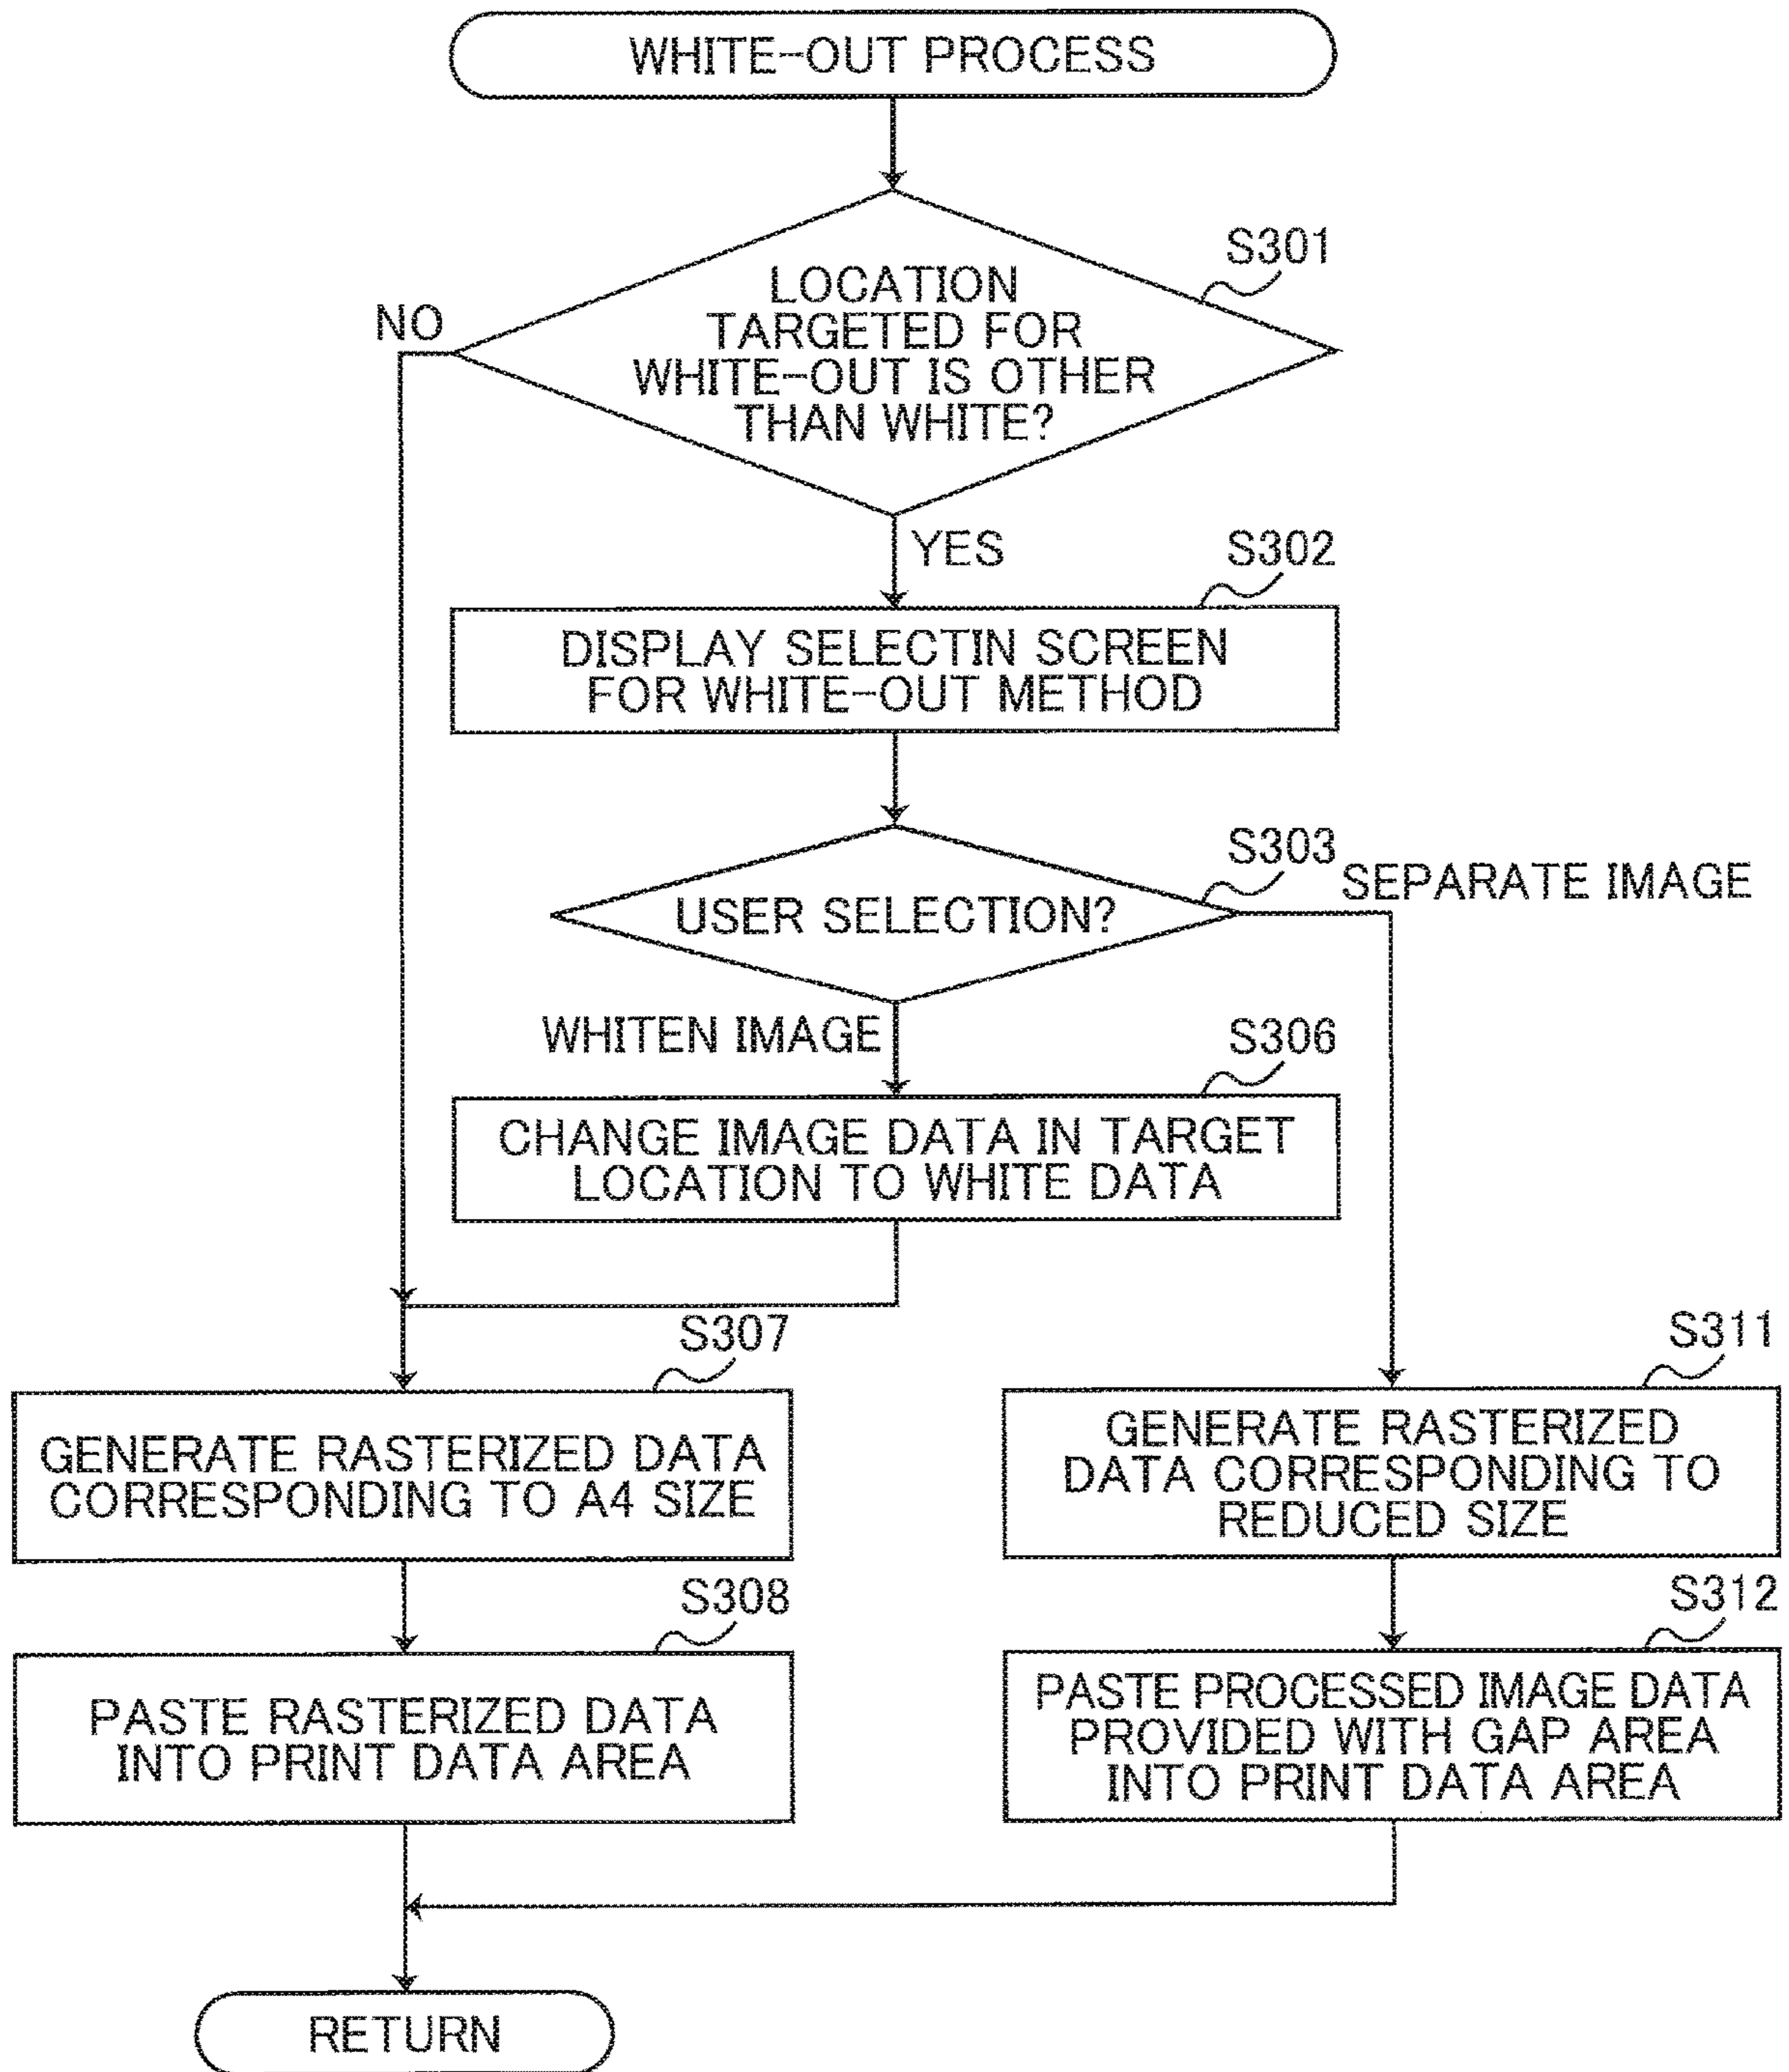 WHITE-OUT PROCESS
S301
LOCATION
TARGETED FOR
WHITE-OUT IS OTHER
THAN WHITE?
NO
YES
S302
DISPLAY SELECTIN SCREEN
FOR WHITE-OUT METHOD
S303
USER SELECTION?
SEPARATE IMAGE
WHITEN IMAGE
S306
CHANGE IMAGE DATA IN TARGET
LOCATION TO WHITE DATA
S307
GENERATE RASTERIZED DATA
CORRESPONDING TO A4 SIZE
S311
GENERATE RASTERIZED
DATA CORRESPONDING TO
REDUCED SIZE
S308
PASTE RASTERIZED DATA
INTO PRINT DATA AREA
S312
PASTE PROCESSED IMAGE DATA
PROVIDED WITH GAP AREA
INTO PRINT DATA AREA
RETURN